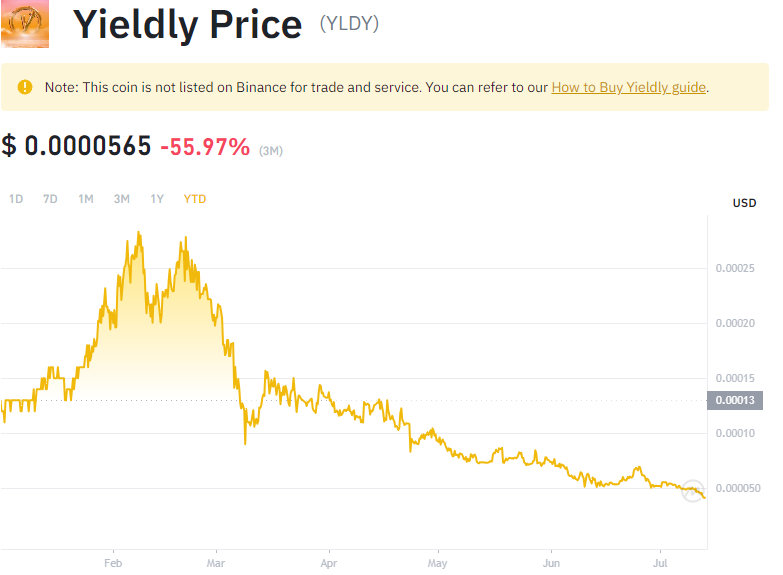 Yieldly Price (YLDY)
Note: This coin is not listed on Binance for trade and service. You can refer to our How to Buy Yieldly guide.
$ 0.0000565 -55.97% (3M)
1D 7D 1M 3M 1Y YTD
USD
0.00025
0.00020
0.00015
0.00013
0.00010
0.000050
Feb Mar Apr May Jun Jul